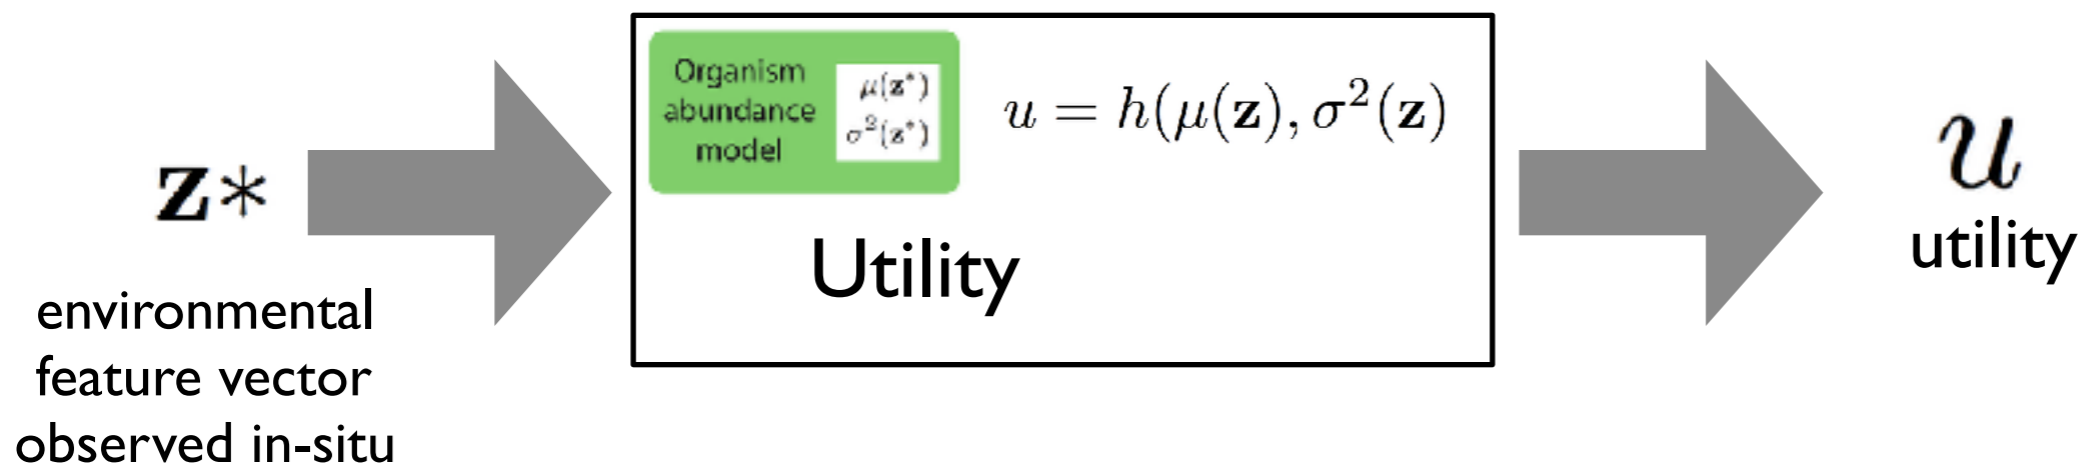 z*
environmental
feature vector
observed in-situ
Organism
abundance
model
μ(z*)
σ²(z*)
u = h(μ(z), σ²(z)
Utility
u
utility